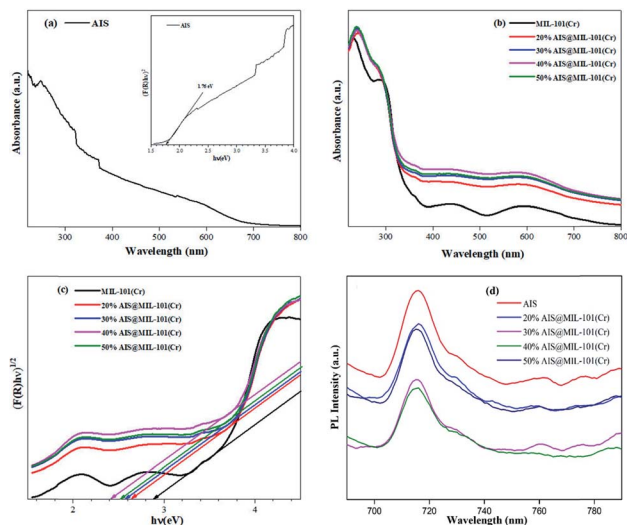 (a)
AIS
Absorbance (a.u.)
Wavelength (nm)
300 400 500 600 700 800
AIS
(F(R)hν)²
1.76 eV
1.5 2.0 2.5 3.0 3.5 4.0
hν(eV)
(b)
MIL-101(Cr)
20% AIS@MIL-101(Cr)
30% AIS@MIL-101(Cr)
40% AIS@MIL-101(Cr)
50% AIS@MIL-101(Cr)
Absorbance (a.u.)
300 400 500 600 700 800
Wavelength (nm)
(c)
MIL-101(Cr)
20% AIS@MIL-101(Cr)
30% AIS@MIL-101(Cr)
40% AIS@MIL-101(Cr)
50% AIS@MIL-101(Cr)
(F(R)hν)^1/2
2 3 4
hν(eV)
(d)
AIS
20% AIS@MIL-101(Cr)
30% AIS@MIL-101(Cr)
40% AIS@MIL-101(Cr)
50% AIS@MIL-101(Cr)
PL Intensity (a.u.)
700 720 740 760 780
Wavelength (nm)